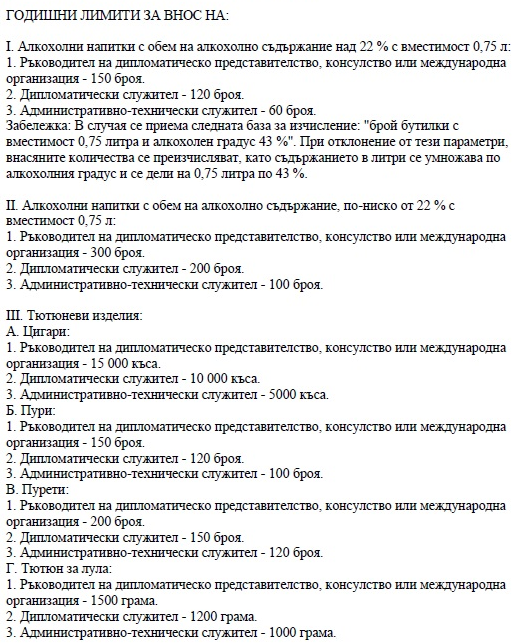 ГОДИШНИ ЛИМИТИ ЗА ВНОС НА:
I. Алкохолни напитки с обем на алкохолно съдържание над 22 % с вместимост 0,75 л:
1. Ръководител на дипломатическо представителство, консулство или международна
организация - 150 броя.
2. Дипломатически служител - 120 броя.
3. Административно-технически служител - 60 броя.
Забележка: В случая се приема следната база за изчисление: "брой бутилки с
вместимост 0,75 литра и алкохолен градус 43 %". При отклонение от тези параметри,
внасяните количества се преизчисляват, като съдържанието в литри се умножава по
алкохолния градус и се дели на 0,75 литра по 43 %.
II. Алкохолни напитки с обем на алкохолно съдържание, по-ниско от 22 % с
вместимост 0,75 л:
1. Ръководител на дипломатическо представителство, консулство или международна
организация - 300 броя.
2. Дипломатически служител - 200 броя.
3. Административно-технически служител - 100 броя.
III. Тютюневи изделия:
А. Цигари:
1. Ръководител на дипломатическо представителство, консулство или международна
организация - 15 000 къса.
2. Дипломатически служител - 10 000 къса.
3. Административно-технически служител - 5000 къса.
Б. Пури:
1. Ръководител на дипломатическо представителство, консулство или международна
организация - 150 броя.
2. Дипломатически служител - 120 броя.
3. Административно-технически служител - 100 броя.
В. Пурети:
1. Ръководител на дипломатическо представителство, консулство или международна
организация - 200 броя.
2. Дипломатически служител - 150 броя.
3. Административно-технически служител - 120 броя.
Г. Тютюн за лула:
1. Ръководител на дипломатическо представителство, консулство или международна
организация - 1500 грама.
2. Дипломатически служител - 1200 грама.
3. Административно-технически служител - 1000 грама.